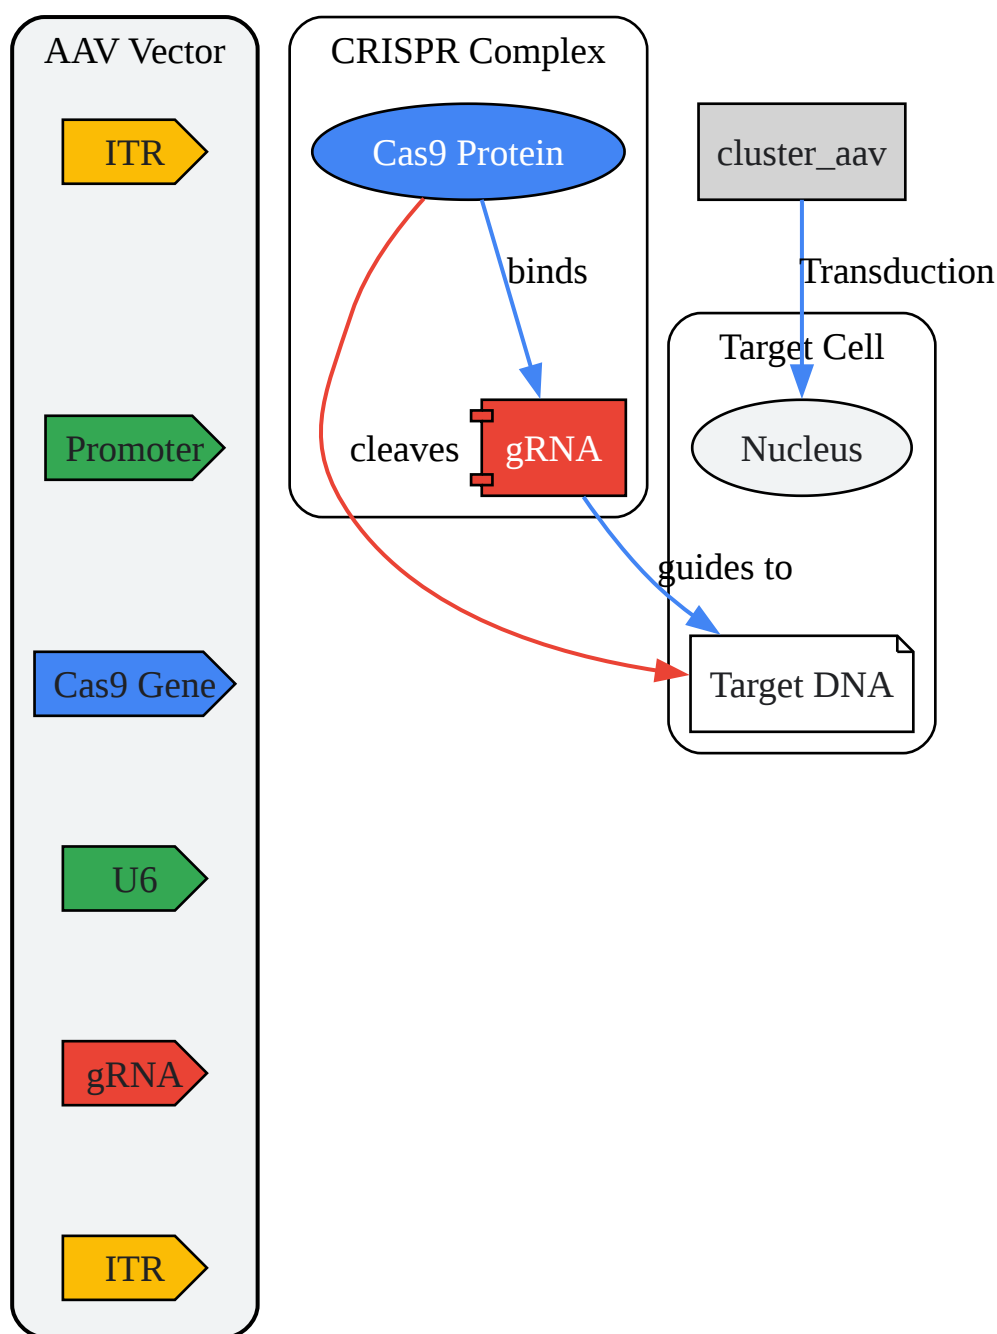 AAV Vector
ITR
Promoter
Cas9 Gene
U6
gRNA
ITR
CRISPR Complex
Cas9 Protein
binds
cleaves
gRNA
guides to
cluster_aav
Transduction
Target Cell
Nucleus
Target DNA